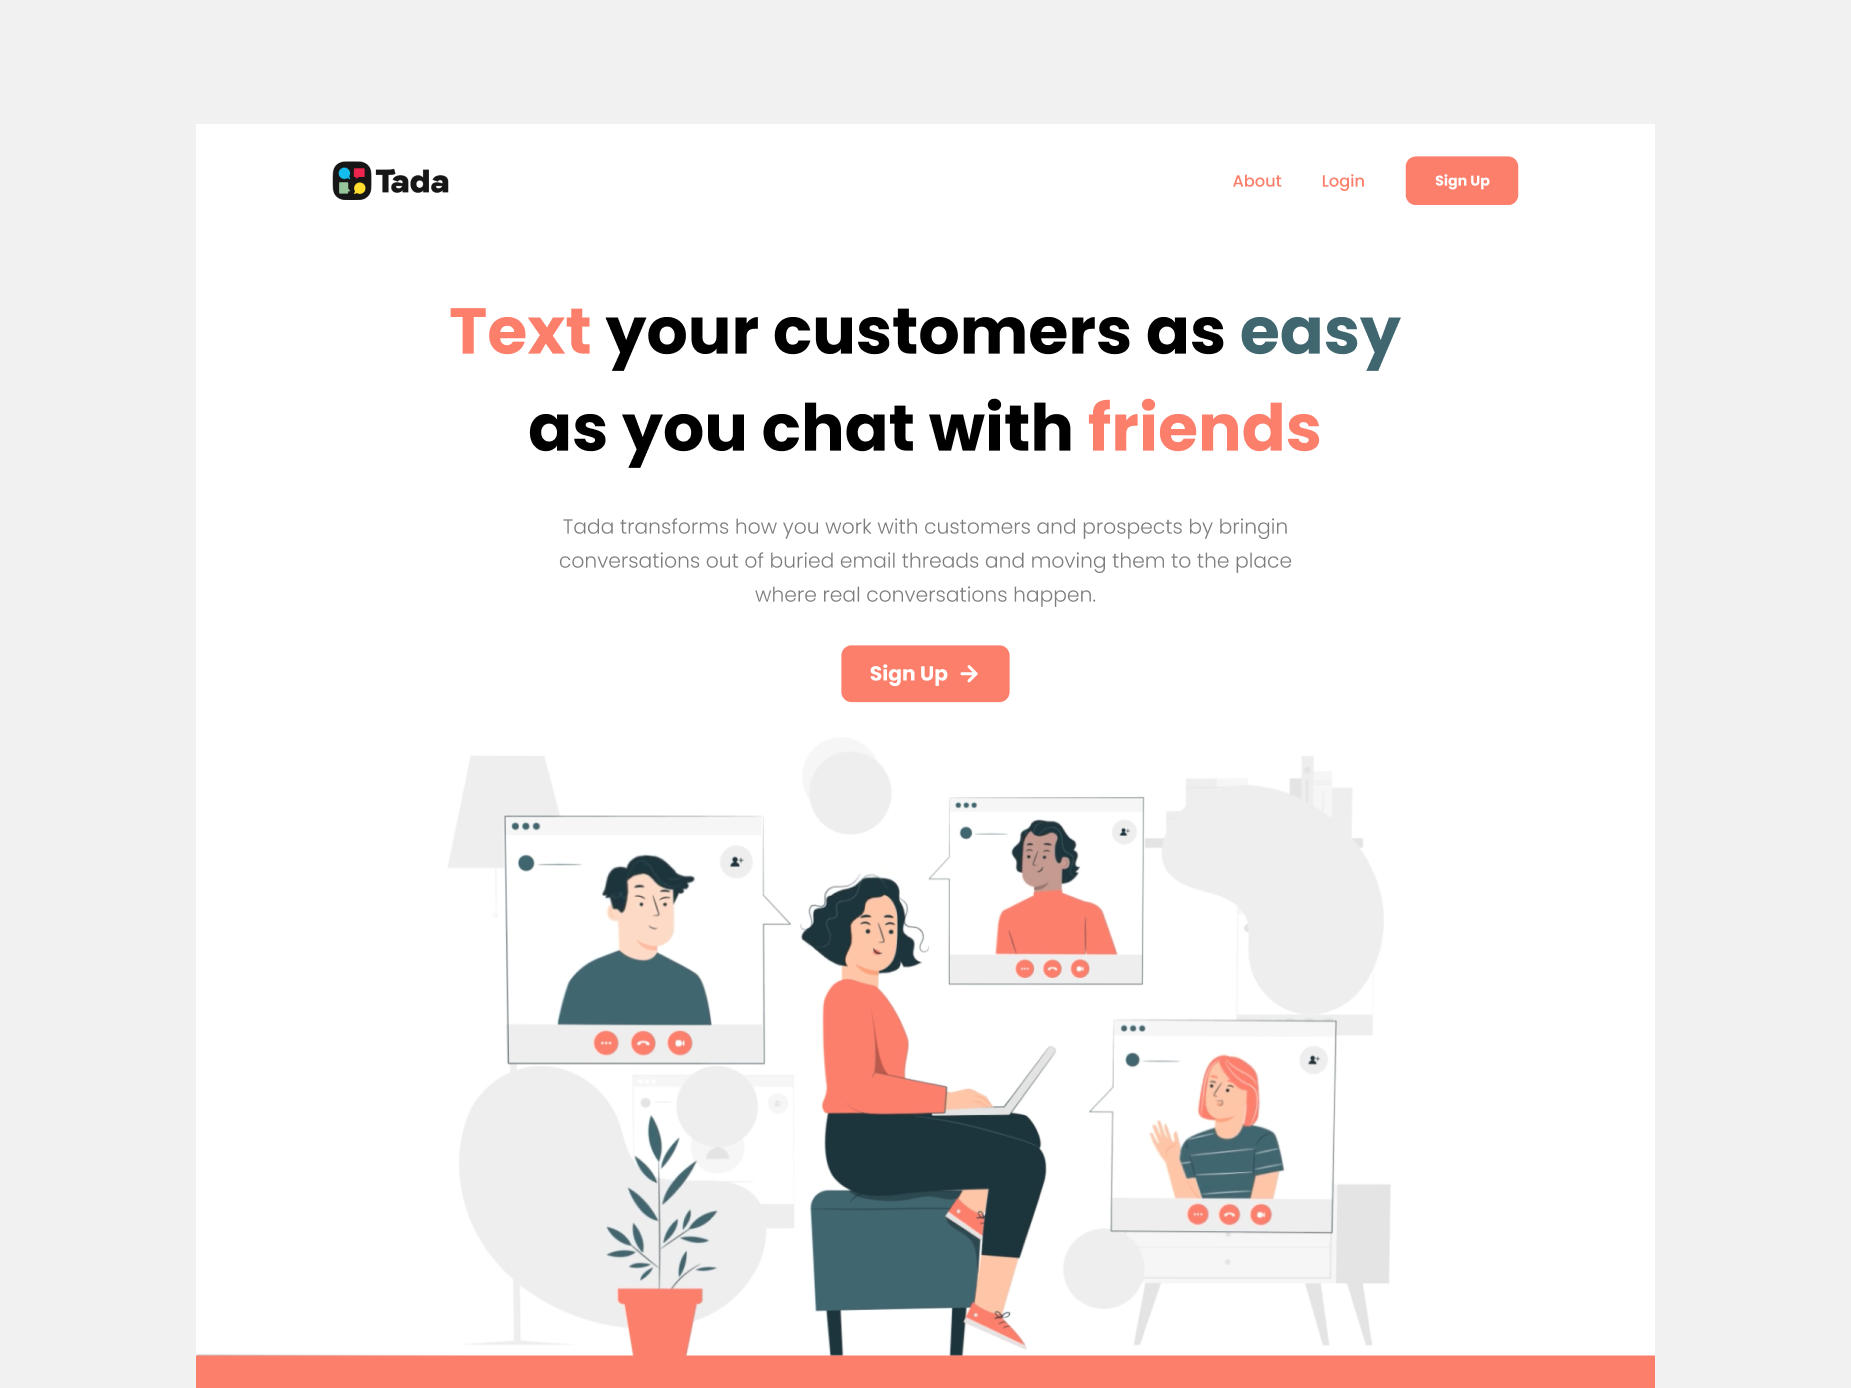 Tada
About Login Sign Up
Text your customers as easy
as you chat with friends
Tada transforms how you work with customers and prospects by bringin
conversations out of buried email threads and moving them to the place
where real conversations happen.
Sign Up